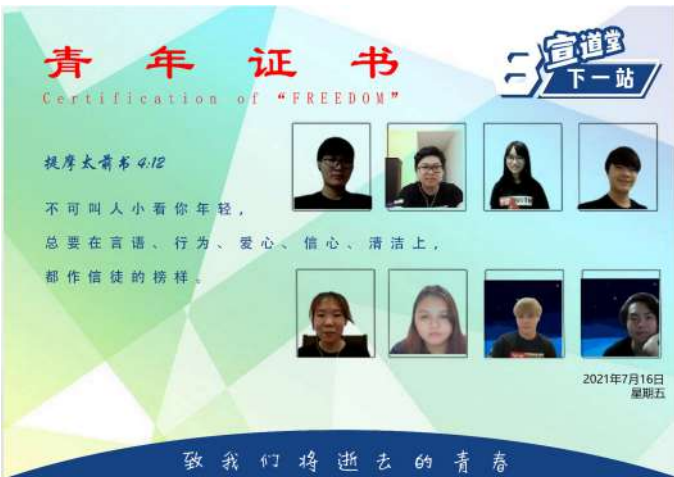 青年证书
Certification of “FREEDOM”
宣道堂
下一站
提摩太前书 4:12
不可叫人小看你年轻，
总要在言语、行为、爱心、信心、清洁上，
都作信徒的榜样。
2021年7月16日
星期五
致我们将逝去的青春